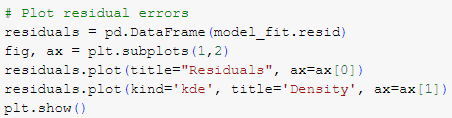 # Plot residual errors
residuals = pd.DataFrame(model_fit.resid)
fig, ax = plt.subplots(1,2)
residuals.plot(title="Residuals", ax=ax[0])
residuals.plot(kind='kde', title='Density', ax=ax[1])
plt.show()